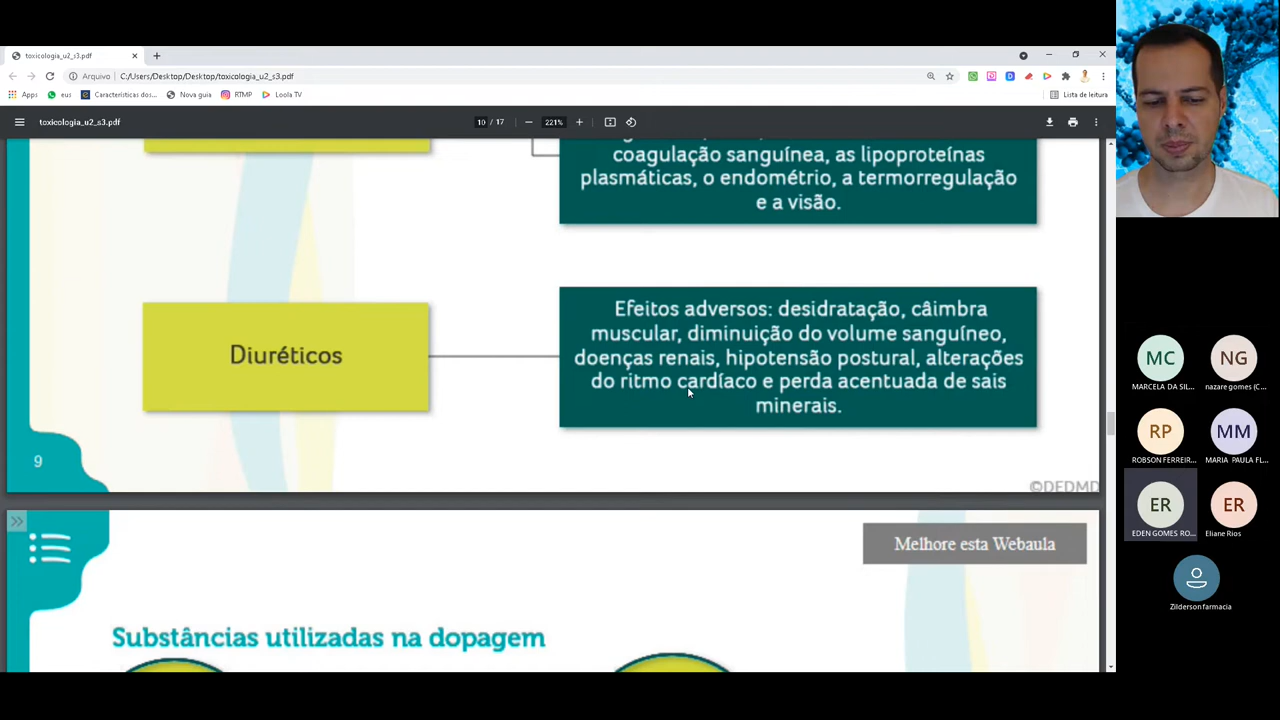 toxicologia_u2_s3.pdf
Arquivo | C:/Users/Desktop/Desktop/toxicologia_u2_s3.pdf
Apps eus Características dos... Nova guia RTMP Loola TV Lista de leitura
toxicologia_u2_s3.pdf 10 / 17 221%
coagulação sanguínea, as lipoproteínas
plasmáticas, o endométrio, a termorregulação
e a visão.
Diuréticos
Efeitos adversos: desidratação, câimbra
muscular, diminuição do volume sanguíneo,
doenças renais, hipotensão postural, alterações
do ritmo cardíaco e perda acentuada de sais
minerais.
9
©DEDMD
Melhore esta Webaula
Substâncias utilizadas na dopagem
MC NG
MARCELA DA SIL... nazare gomes (C...
RP MM
ROBSON FERREIR... MARIA PAULA FL...
ER ER
EDEN GOMES RO... Eliane Rios
Zilderson farmacia